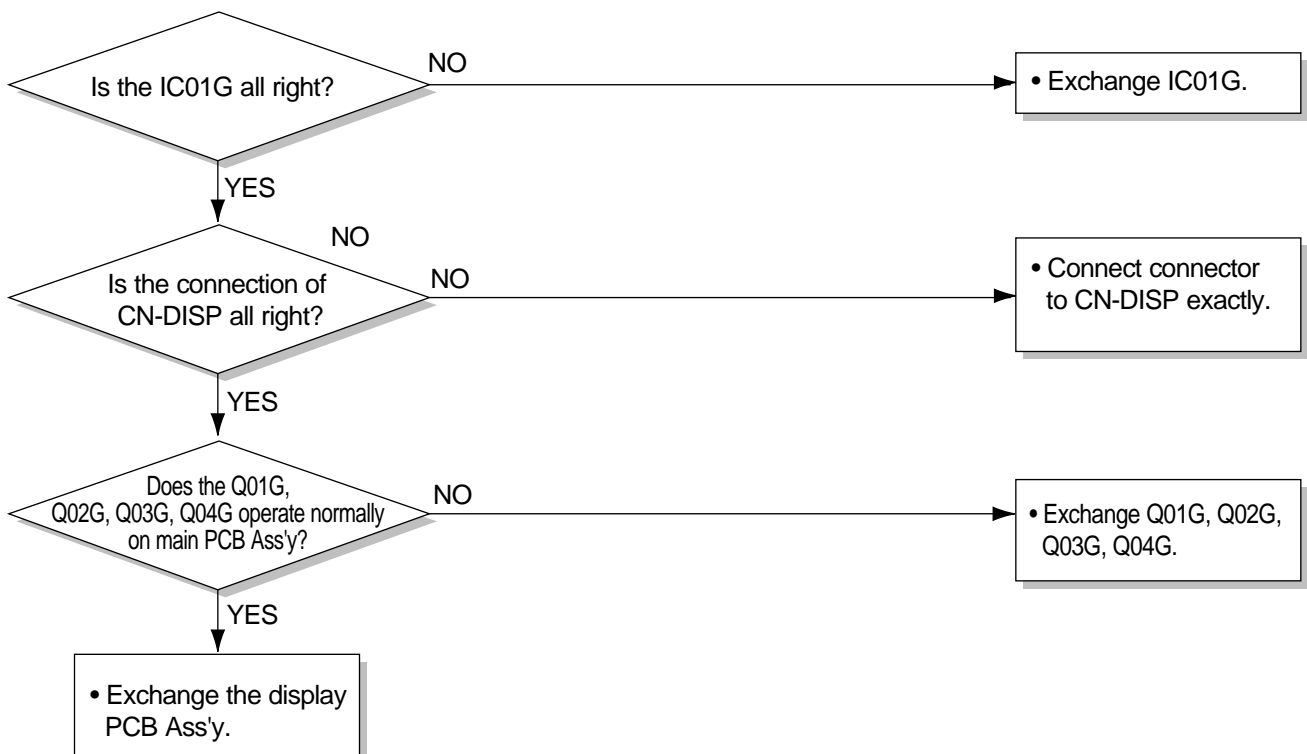 Is the IC01G all right?
NO
• Exchange IC01G.
YES
NO
Is the connection of
CN-DISP all right?
NO
• Connect connector
to CN-DISP exactly.
YES
Does the Q01G,
Q02G, Q03G, Q04G operate normally
on main PCB Ass'y?
NO
• Exchange Q01G, Q02G,
Q03G, Q04G.
YES
• Exchange the display
PCB Ass'y.